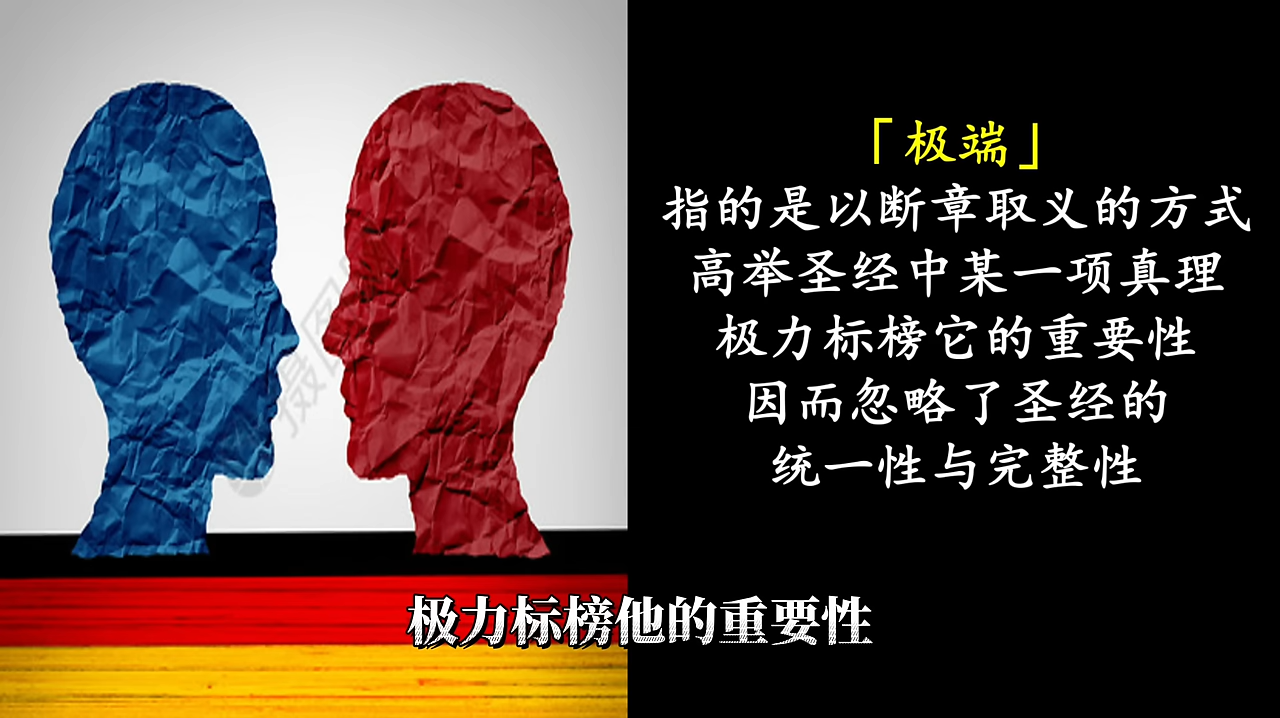 「极端」
指的是以断章取义的方式
高举圣经中某一项真理
极力标榜它的重要性
因而忽略了圣经的
统一性与完整性
极力标榜他的重要性